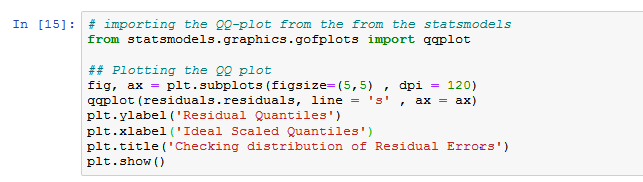 In [15]: # importing the QQ-plot from the from the statsmodels
from statsmodels.graphics.gofplots import qqplot
## Plotting the QQ plot
fig, ax = plt.subplots(figsize=(5,5) , dpi = 120)
qqplot(residuals.residuals, line = 's' , ax = ax)
plt.ylabel('Residual Quantiles')
plt.xlabel('Ideal Scaled Quantiles')
plt.title('Checking distribution of Residual Errors')
plt.show()